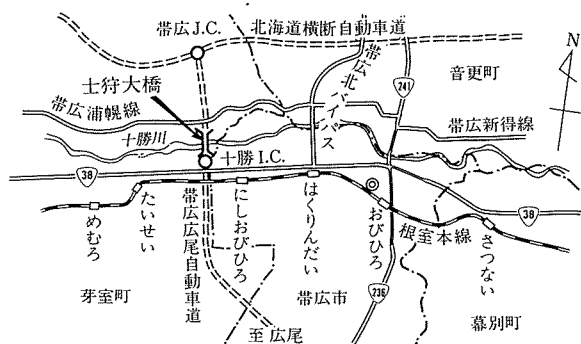 帯広J.C.
北海道横断自動車道
N
士狩大橋
帯広北バイパス
241
音更町
帯広浦幌線
十勝川
帯広新得線
十勝I.C.
38
めむろ
たいせい
帯広広尾自動車道
にしおびひろ
はくりんだい
おびひろ
根室本線
さつない
38
芽室町
帯広市
236
幕別町
至広尾